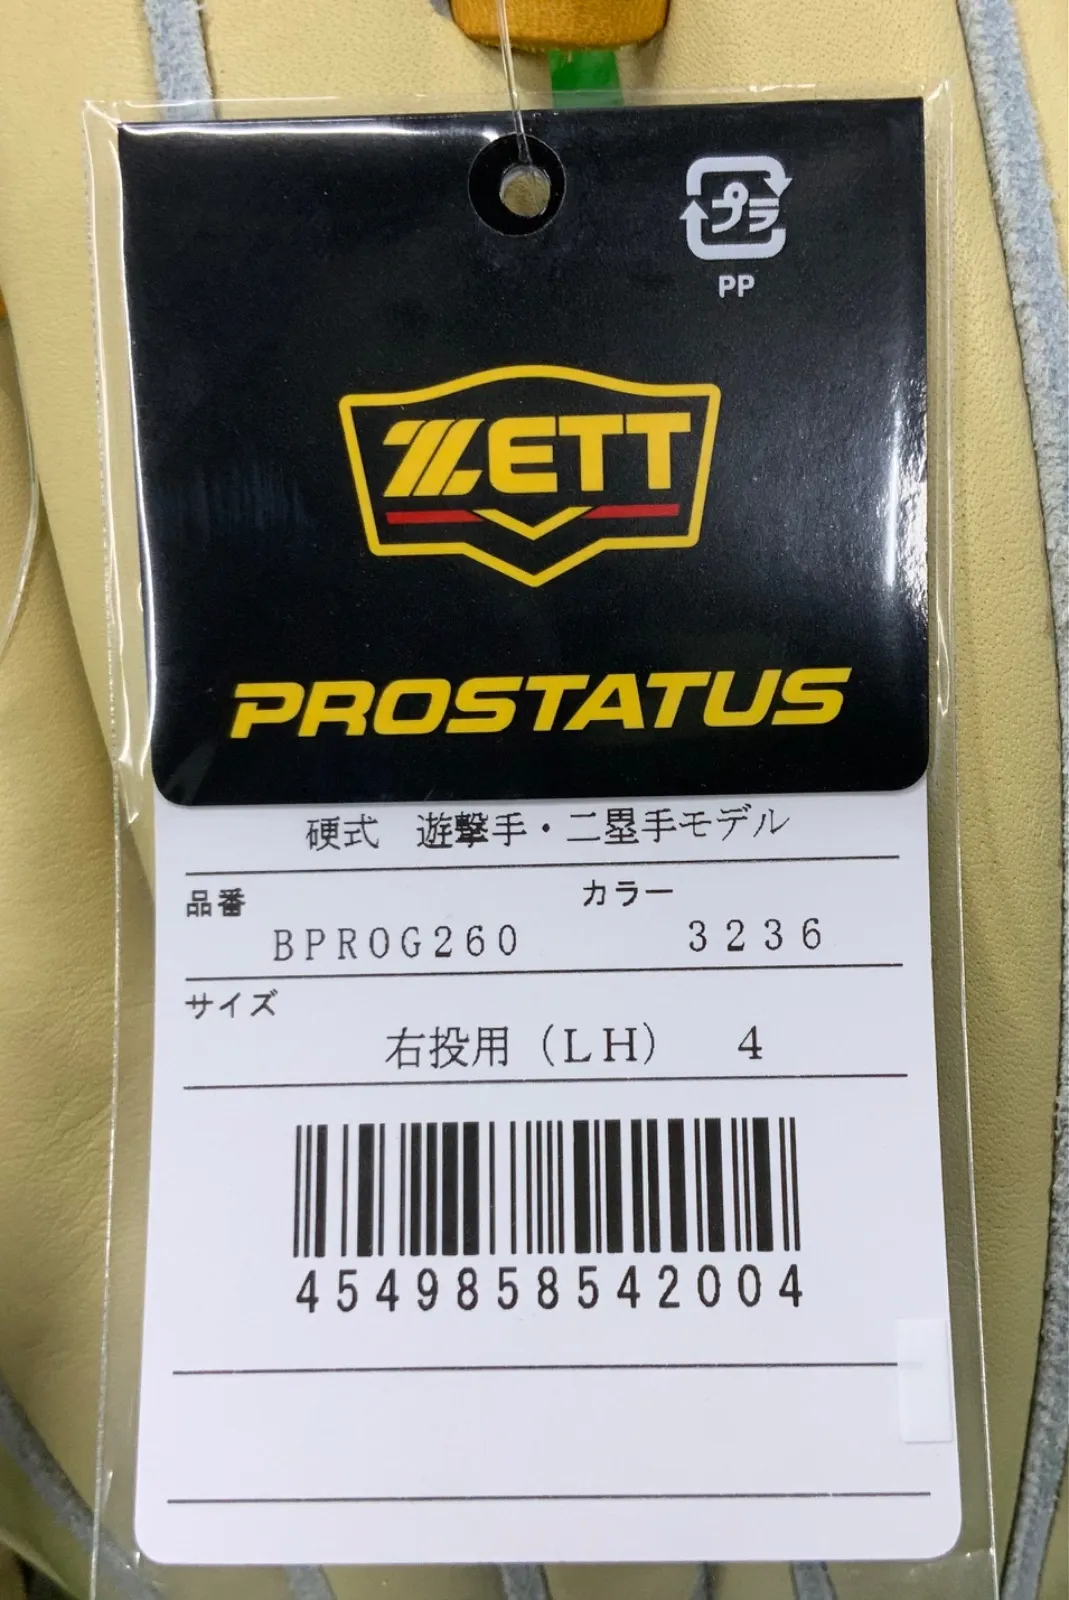 プラ
PP
ZETT
PROSTATUS
硬式　遊撃手・二塁手モデル
品番 カラー
BPROG260 3236
サイズ
右投用（LH） 4
4549858542004